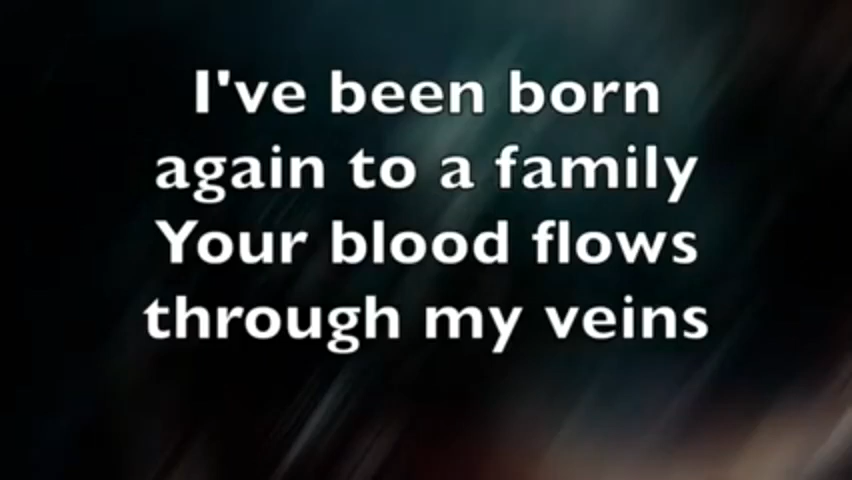 I've been born
again to a family
Your blood flows
through my veins